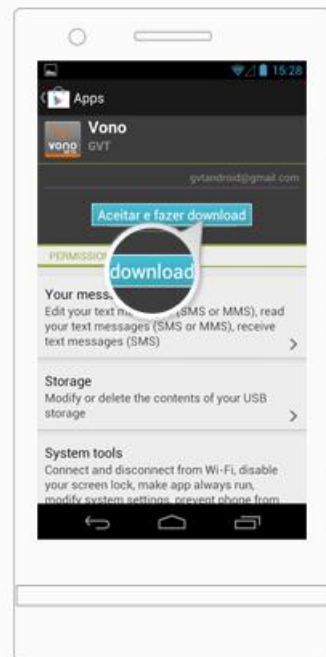 15:28
Apps
vono
Vono
GVT
gvtandroid@gmail.com
Aceitar e fazer download
PERMISSION
download
Your mess
Edit your text m (SMS or MMS), read
your text messages (SMS or MMS), receive
text messages (SMS)
Storage
Modify or delete the contents of your USB
storage
System tools
Connect and disconnect from Wi-Fi, disable
your screen lock, make app always run,
modify system settings, prevent phone from